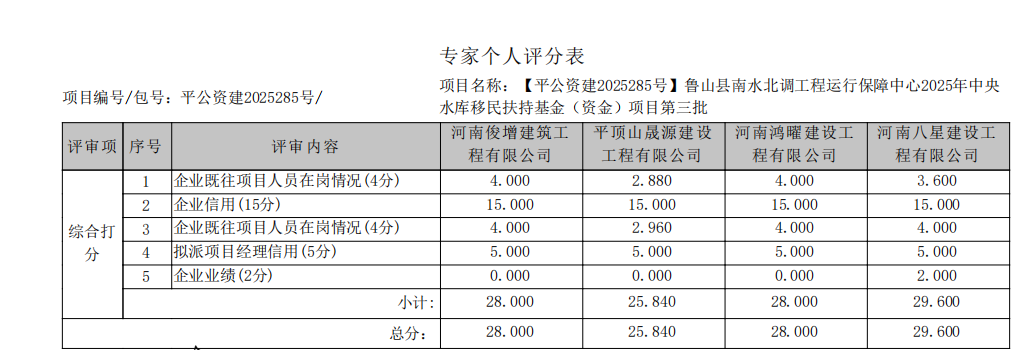 专家个人评分表
项目编号/包号：平公资建2025285号/
项目名称：【平公资建2025285号】鲁山县南水北调工程运行保障中心2025年中央
水库移民扶持基金（资金）项目第三批
评审项 序号 评审内容 河南俊增建筑工 平顶山晟源建设 河南鸿曜建设工 河南八星建设工
程有限公司 工程有限公司 程有限公司 程有限公司
综合打
分
1 企业既往项目人员在岗情况(4分) 4.000 2.880 4.000 3.600
2 企业信用(15分) 15.000 15.000 15.000 15.000
3 企业既往项目人员在岗情况(4分) 4.000 2.960 4.000 4.000
4 拟派项目经理信用(5分) 5.000 5.000 5.000 5.000
5 企业业绩(2分) 0.000 0.000 0.000 2.000
小计: 28.000 25.840 28.000 29.600
总分： 28.000 25.840 28.000 29.600